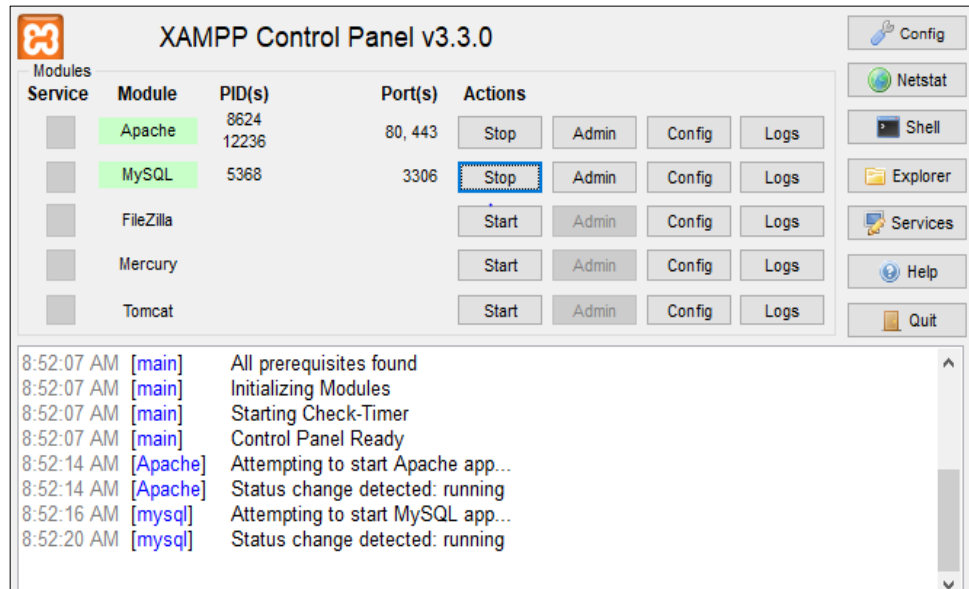 XAMPP Control Panel v3.3.0
Config
Modules
Service Module PID(s) Port(s) Actions
Netstat
Apache 8624 12236 80, 443 Stop Admin Config Logs
Shell
MySQL 5368 3306 Stop Admin Config Logs
Explorer
FileZilla Start Admin Config Logs
Services
Mercury Start Admin Config Logs
Help
Tomcat Start Admin Config Logs
Quit
8:52:07 AM [main] All prerequisites found
8:52:07 AM [main] Initializing Modules
8:52:07 AM [main] Starting Check-Timer
8:52:07 AM [main] Control Panel Ready
8:52:14 AM [Apache] Attempting to start Apache app...
8:52:14 AM [Apache] Status change detected: running
8:52:16 AM [mysql] Attempting to start MySQL app...
8:52:20 AM [mysql] Status change detected: running